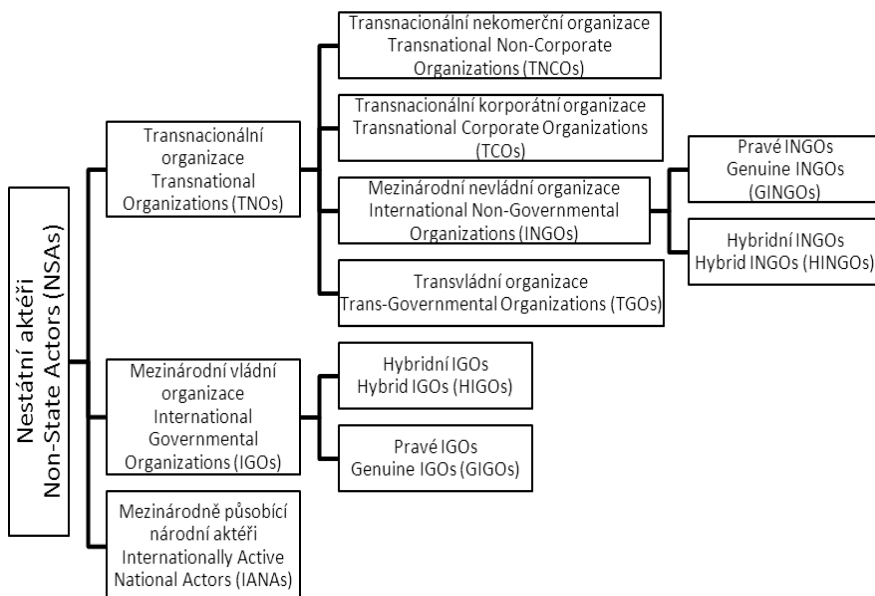 Nestátní aktéři
Non-State Actors (NSAs)
Transnacionální
organizace
Transnational
Organizations (TNOs)
Transnacionální nekomerční organizace
Transnational Non-Corporate
Organizations (TNCOs)
Transnacionální korporátní organizace
Transnational Corporate Organizations
(TCOs)
Mezinárodní nevládní organizace
International Non-Governmental
Organizations (INGOs)
Pravé INGOs
Genuine INGOs
(GINGOs)
Hybridní INGOs
Hybrid INGOs (HINGOs)
Transvládní organizace
Trans-Governmental Organizations (TGOs)
Mezinárodní vládní
organizace
International
Governmental
Organizations (IGOs)
Hybridní IGOs
Hybrid IGOs (HIGOs)
Pravé IGOs
Genuine IGOs (GIGOs)
Mezinárodně působící
národní aktéři
Internationally Active
National Actors (IANAs)